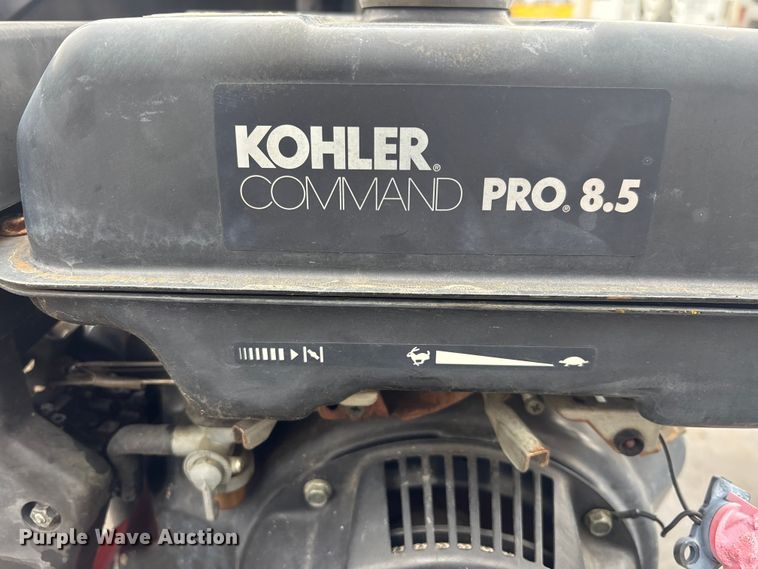 KOHLER®
COMMAND PRO® 8.5
Purple Wave Auction